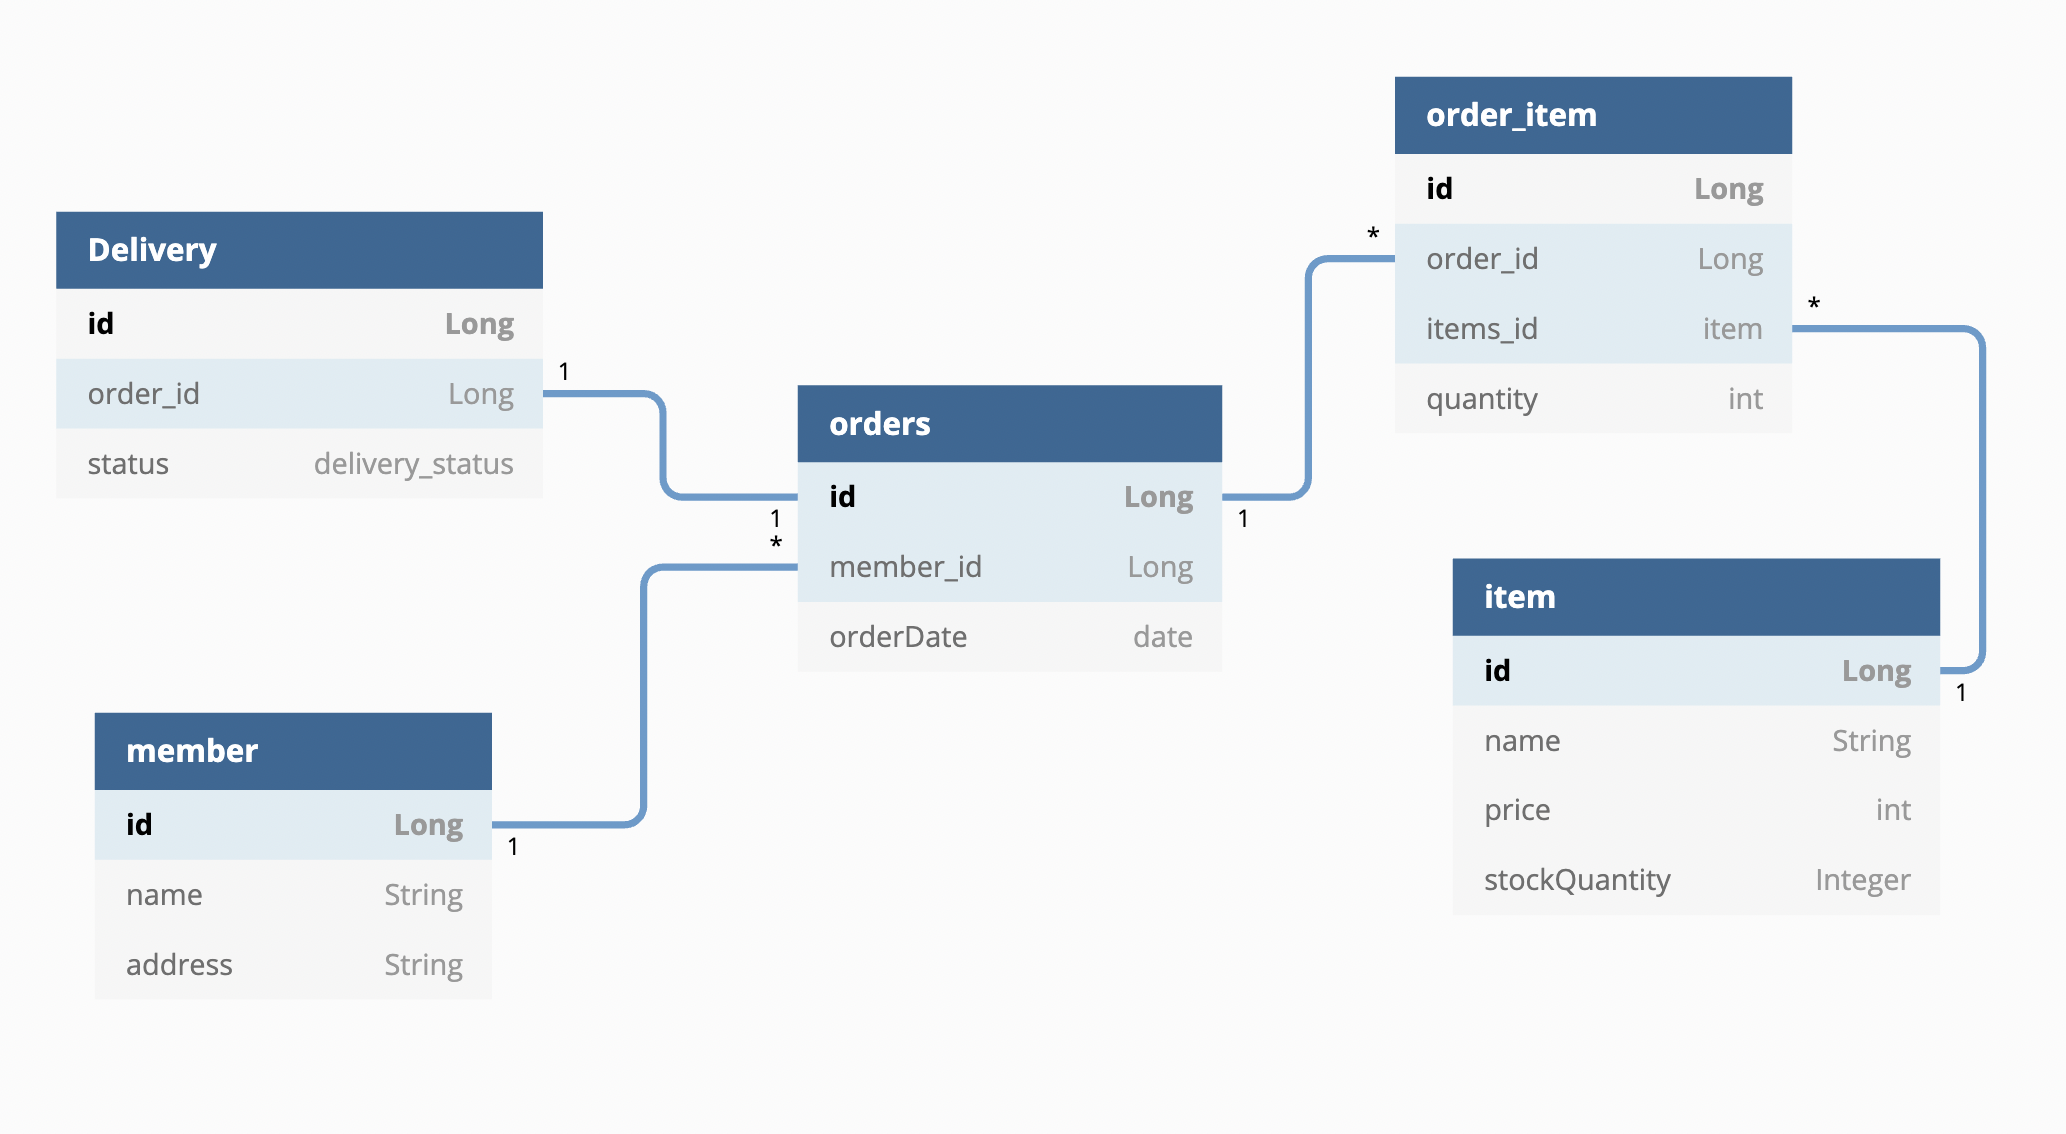 Delivery
id Long
order_id Long
status delivery_status
1
1
*
member
id Long
name String
address String
1
orders
id Long
member_id Long
orderDate date
1
*
order_item
id Long
order_id Long
items_id item
quantity int
*
item
id Long
name String
price int
stockQuantity Integer
1